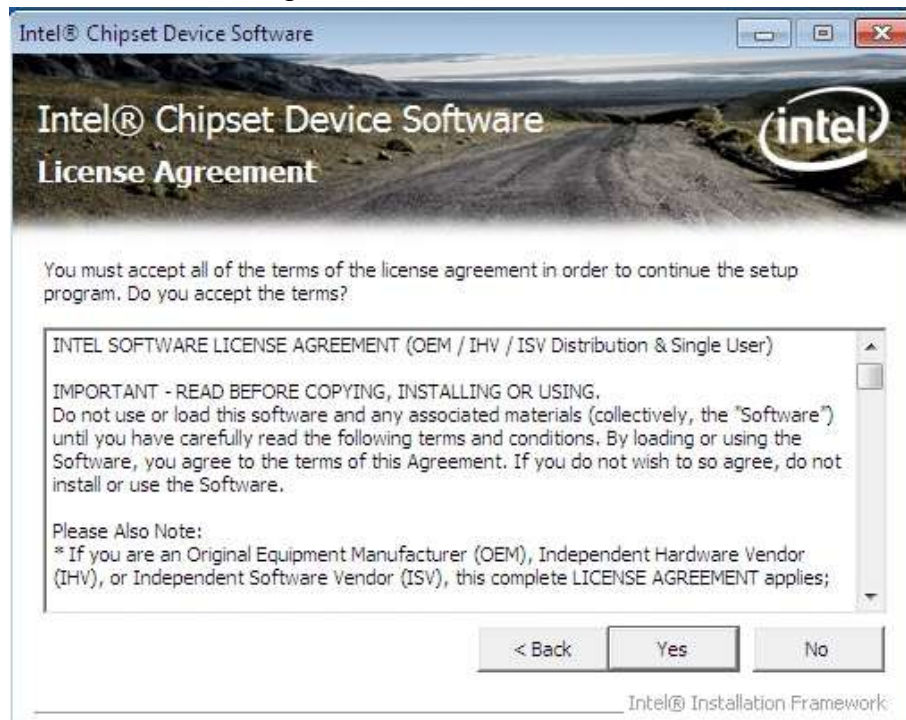 Intel® Chipset Device Software
Intel® Chipset Device Software
intel
License Agreement
You must accept all of the terms of the license agreement in order to continue the setup
program. Do you accept the terms?
INTEL SOFTWARE LICENSE AGREEMENT (OEM / IHV / ISV Distribution & Single User)
IMPORTANT - READ BEFORE COPYING, INSTALLING OR USING.
Do not use or load this software and any associated materials (collectively, the "Software")
until you have carefully read the following terms and conditions. By loading or using the
Software, you agree to the terms of this Agreement. If you do not wish to so agree, do not
install or use the Software.
Please Also Note:
* If you are an Original Equipment Manufacturer (OEM), Independent Hardware Vendor
(IHV), or Independent Software Vendor (ISV), this complete LICENSE AGREEMENT applies;
< Back Yes No
Intel® Installation Framework